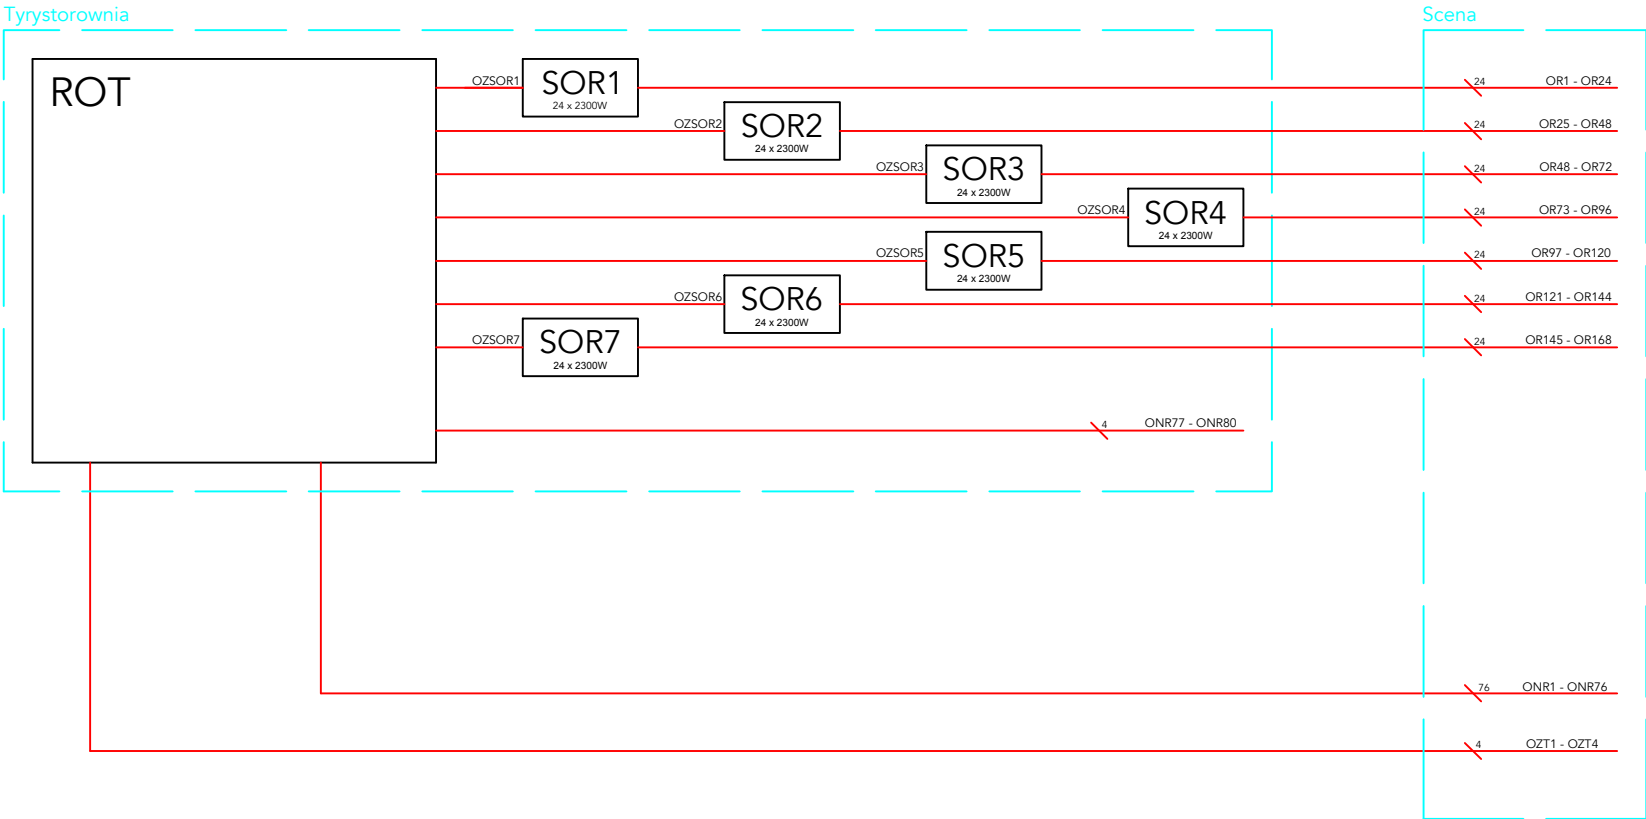 Tyrystorownia
Scena
ROT
OZSOR1
SOR1
24 x 2300W
24
OR1 - OR24
OZSOR2
SOR2
24 x 2300W
24
OR25 - OR48
OZSOR3
SOR3
24 x 2300W
24
OR48 - OR72
OZSOR4
SOR4
24 x 2300W
24
OR73 - OR96
OZSOR5
SOR5
24 x 2300W
24
OR97 - OR120
OZSOR6
SOR6
24 x 2300W
24
OR121 - OR144
OZSOR7
SOR7
24 x 2300W
24
OR145 - OR168
4
ONR77 - ONR80
76
ONR1 - ONR76
4
OZT1 - OZT4